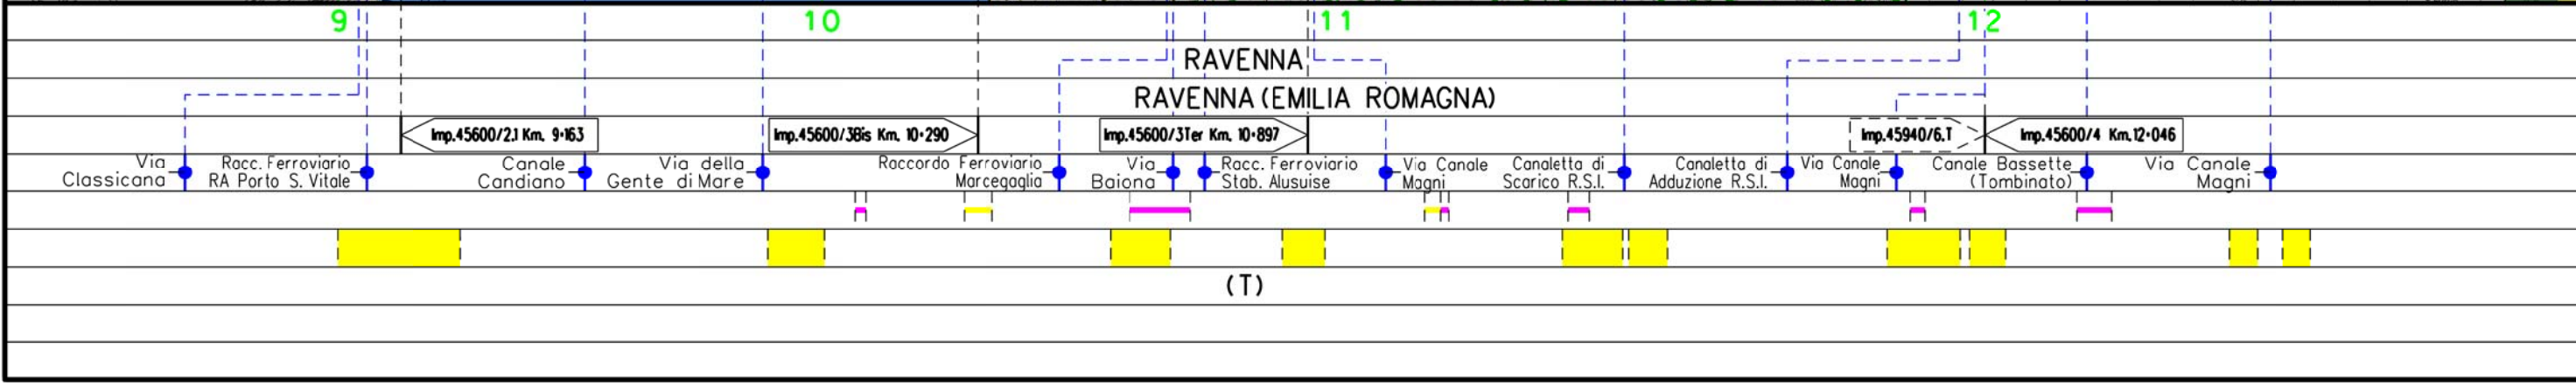 9 10 11 12
RAVENNA
RAVENNA (EMILIA ROMAGNA)
Imp.45600/2.1 Km. 9+163
Imp.45600/3Bis Km. 10+290
Imp.45600/3Ter Km. 10+897
Imp.45940/6.T
Imp.45600/4 Km.12+046
Via
Classicana
Racc. Ferroviario
RA Porto S. Vitale
Canale
Candiano
Via della
Gente di Mare
Raccordo Ferroviario
Marcegaglia
Via
Baiona
Racc. Ferroviario
Stab. Alusuise
Via Canale
Magni
Canaletta di
Scarico R.S.I.
Canaletta di
Adduzione R.S.I.
Via Canale
Magni
Canale Bassette
(Tombinato)
Via Canale
Magni
(T)